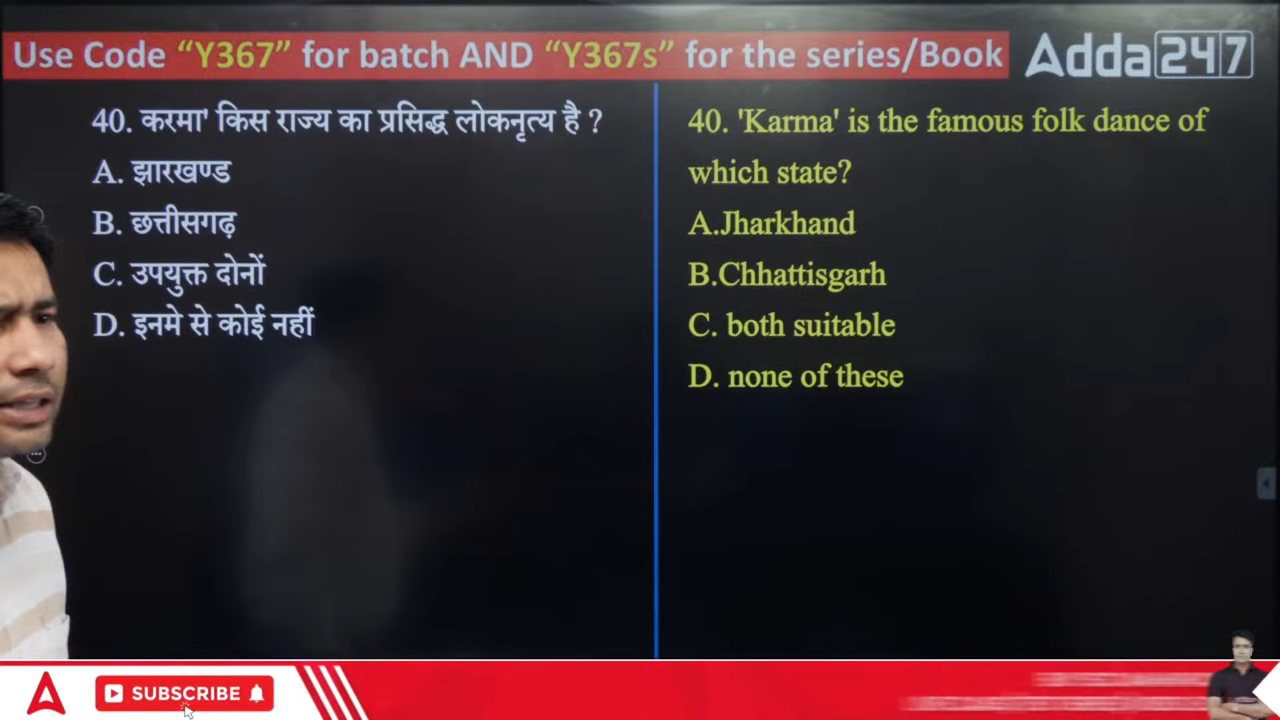 Use Code “Y367” for batch AND “Y367s” for the series/Book
Adda247
40. करमा' किस राज्य का प्रसिद्ध लोकनृत्य है ?
A. झारखण्ड
B. छत्तीसगढ़
C. उपयुक्त दोनों
D. इनमे से कोई नहीं
40. 'Karma' is the famous folk dance of
which state?
A.Jharkhand
B.Chhattisgarh
C. both suitable
D. none of these
SUBSCRIBE